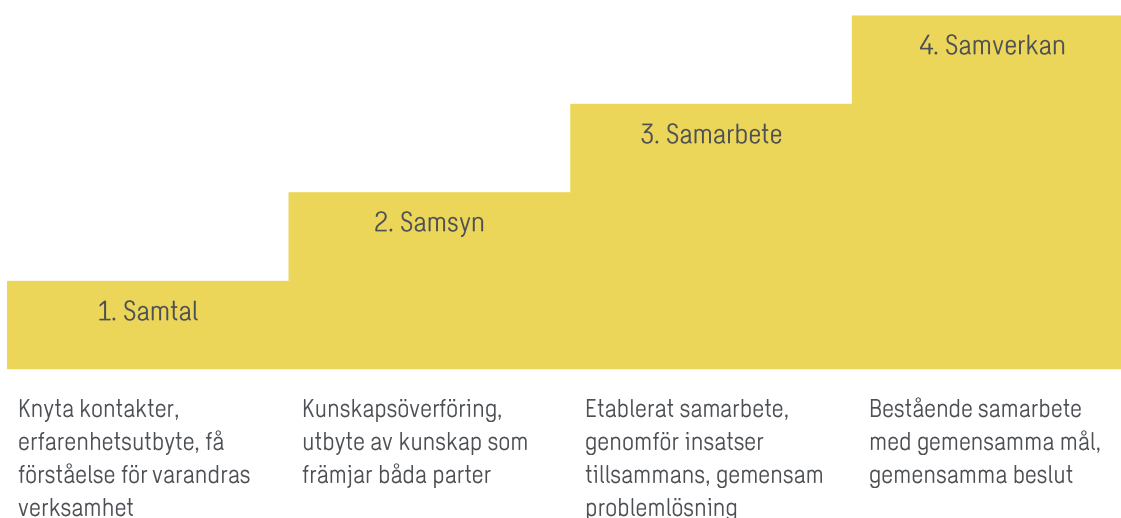 4. Samverkan
3. Samarbete
2. Samsyn
1. Samtal
Knyta kontakter,
erfarenhetsutbyte, få
förståelse för varandras
verksamhet
Kunskapsöverföring,
utbyte av kunskap som
främjar båda parter
Etablerat samarbete,
genomför insatser
tillsammans, gemensam
problemlösning
Bestående samarbete
med gemensamma mål,
gemensamma beslut